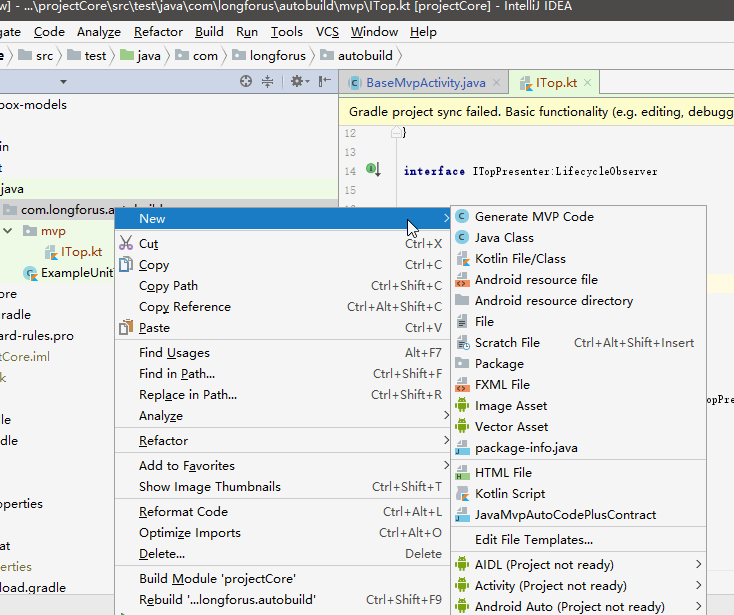 w] - ...\projectCore\src\test\java\com\longforus\autobuild\mvp\ITop.kt [projectCore] - IntelliJ IDEA
gate Code Analyze Refactor Build Run Tools VCS Window Help
e src test java com longforus autobuild
BaseMvpActivity.java ITop.kt
box-models
Gradle project sync failed. Basic functionality (e.g. editing, debugg
12 }
13
in
14 interface ITopPresenter:LifecycleObserver
t
java
15
com.longforus.autobuild
mvp
ITop.kt
ExampleUnit
ore
radle
ard-rules.pro
tCore.iml
k
le
dle
operties
at
erties
load.gradle
New
Cut Ctrl+X
Copy Ctrl+C
Copy Path Ctrl+Shift+C
Copy Reference Ctrl+Alt+Shift+C
Paste Ctrl+V
Find Usages Alt+F7
Find in Path... Ctrl+Shift+F
Replace in Path... Ctrl+Shift+R
Analyze
Refactor
Add to Favorites
Show Image Thumbnails Ctrl+Shift+T
Reformat Code Ctrl+Alt+L
Optimize Imports Ctrl+Alt+O
Delete... Delete
Build Module 'projectCore'
Rebuild '...longforus.autobuild' Ctrl+Shift+F9
Generate MVP Code
Java Class
Kotlin File/Class
Android resource file
Android resource directory
File
Scratch File Ctrl+Alt+Shift+Insert
Package
FXML File
Image Asset
Vector Asset
package-info.java
HTML File
Kotlin Script
JavaMvpAutoCodePlusContract
Edit File Templates...
AIDL (Project not ready)
Activity (Project not ready)
Android Auto (Project not ready)
opPrese